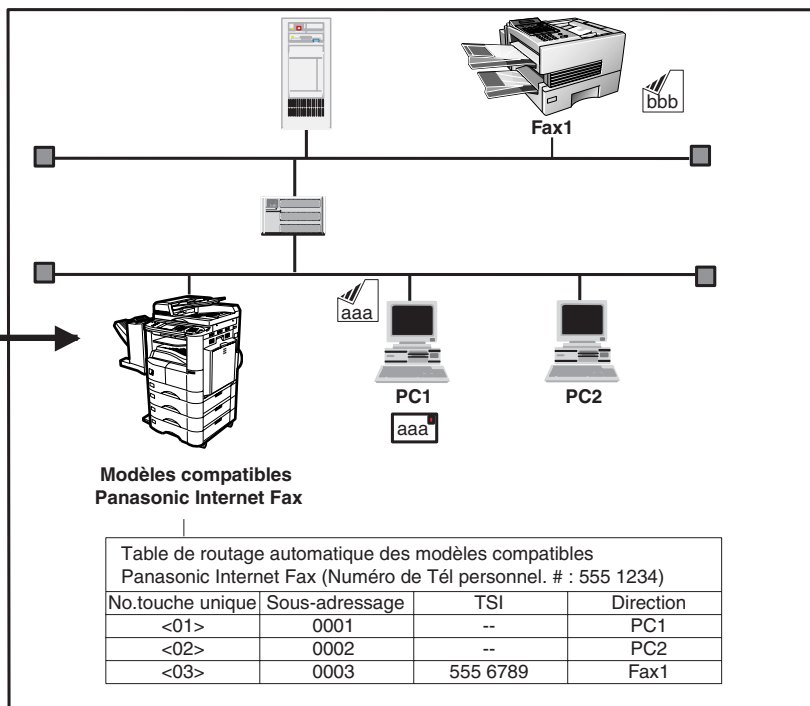 bbb
Fax1
aaa
PC1
PC2
aaa
Modèles compatibles
Panasonic Internet Fax
Table de routage automatique des modèles compatibles
Panasonic Internet Fax (Numéro de Tél personnel. # : 555 1234)
No.touche unique Sous-adressage TSI Direction
<01> 0001 -- PC1
<02> 0002 -- PC2
<03> 0003 555 6789 Fax1